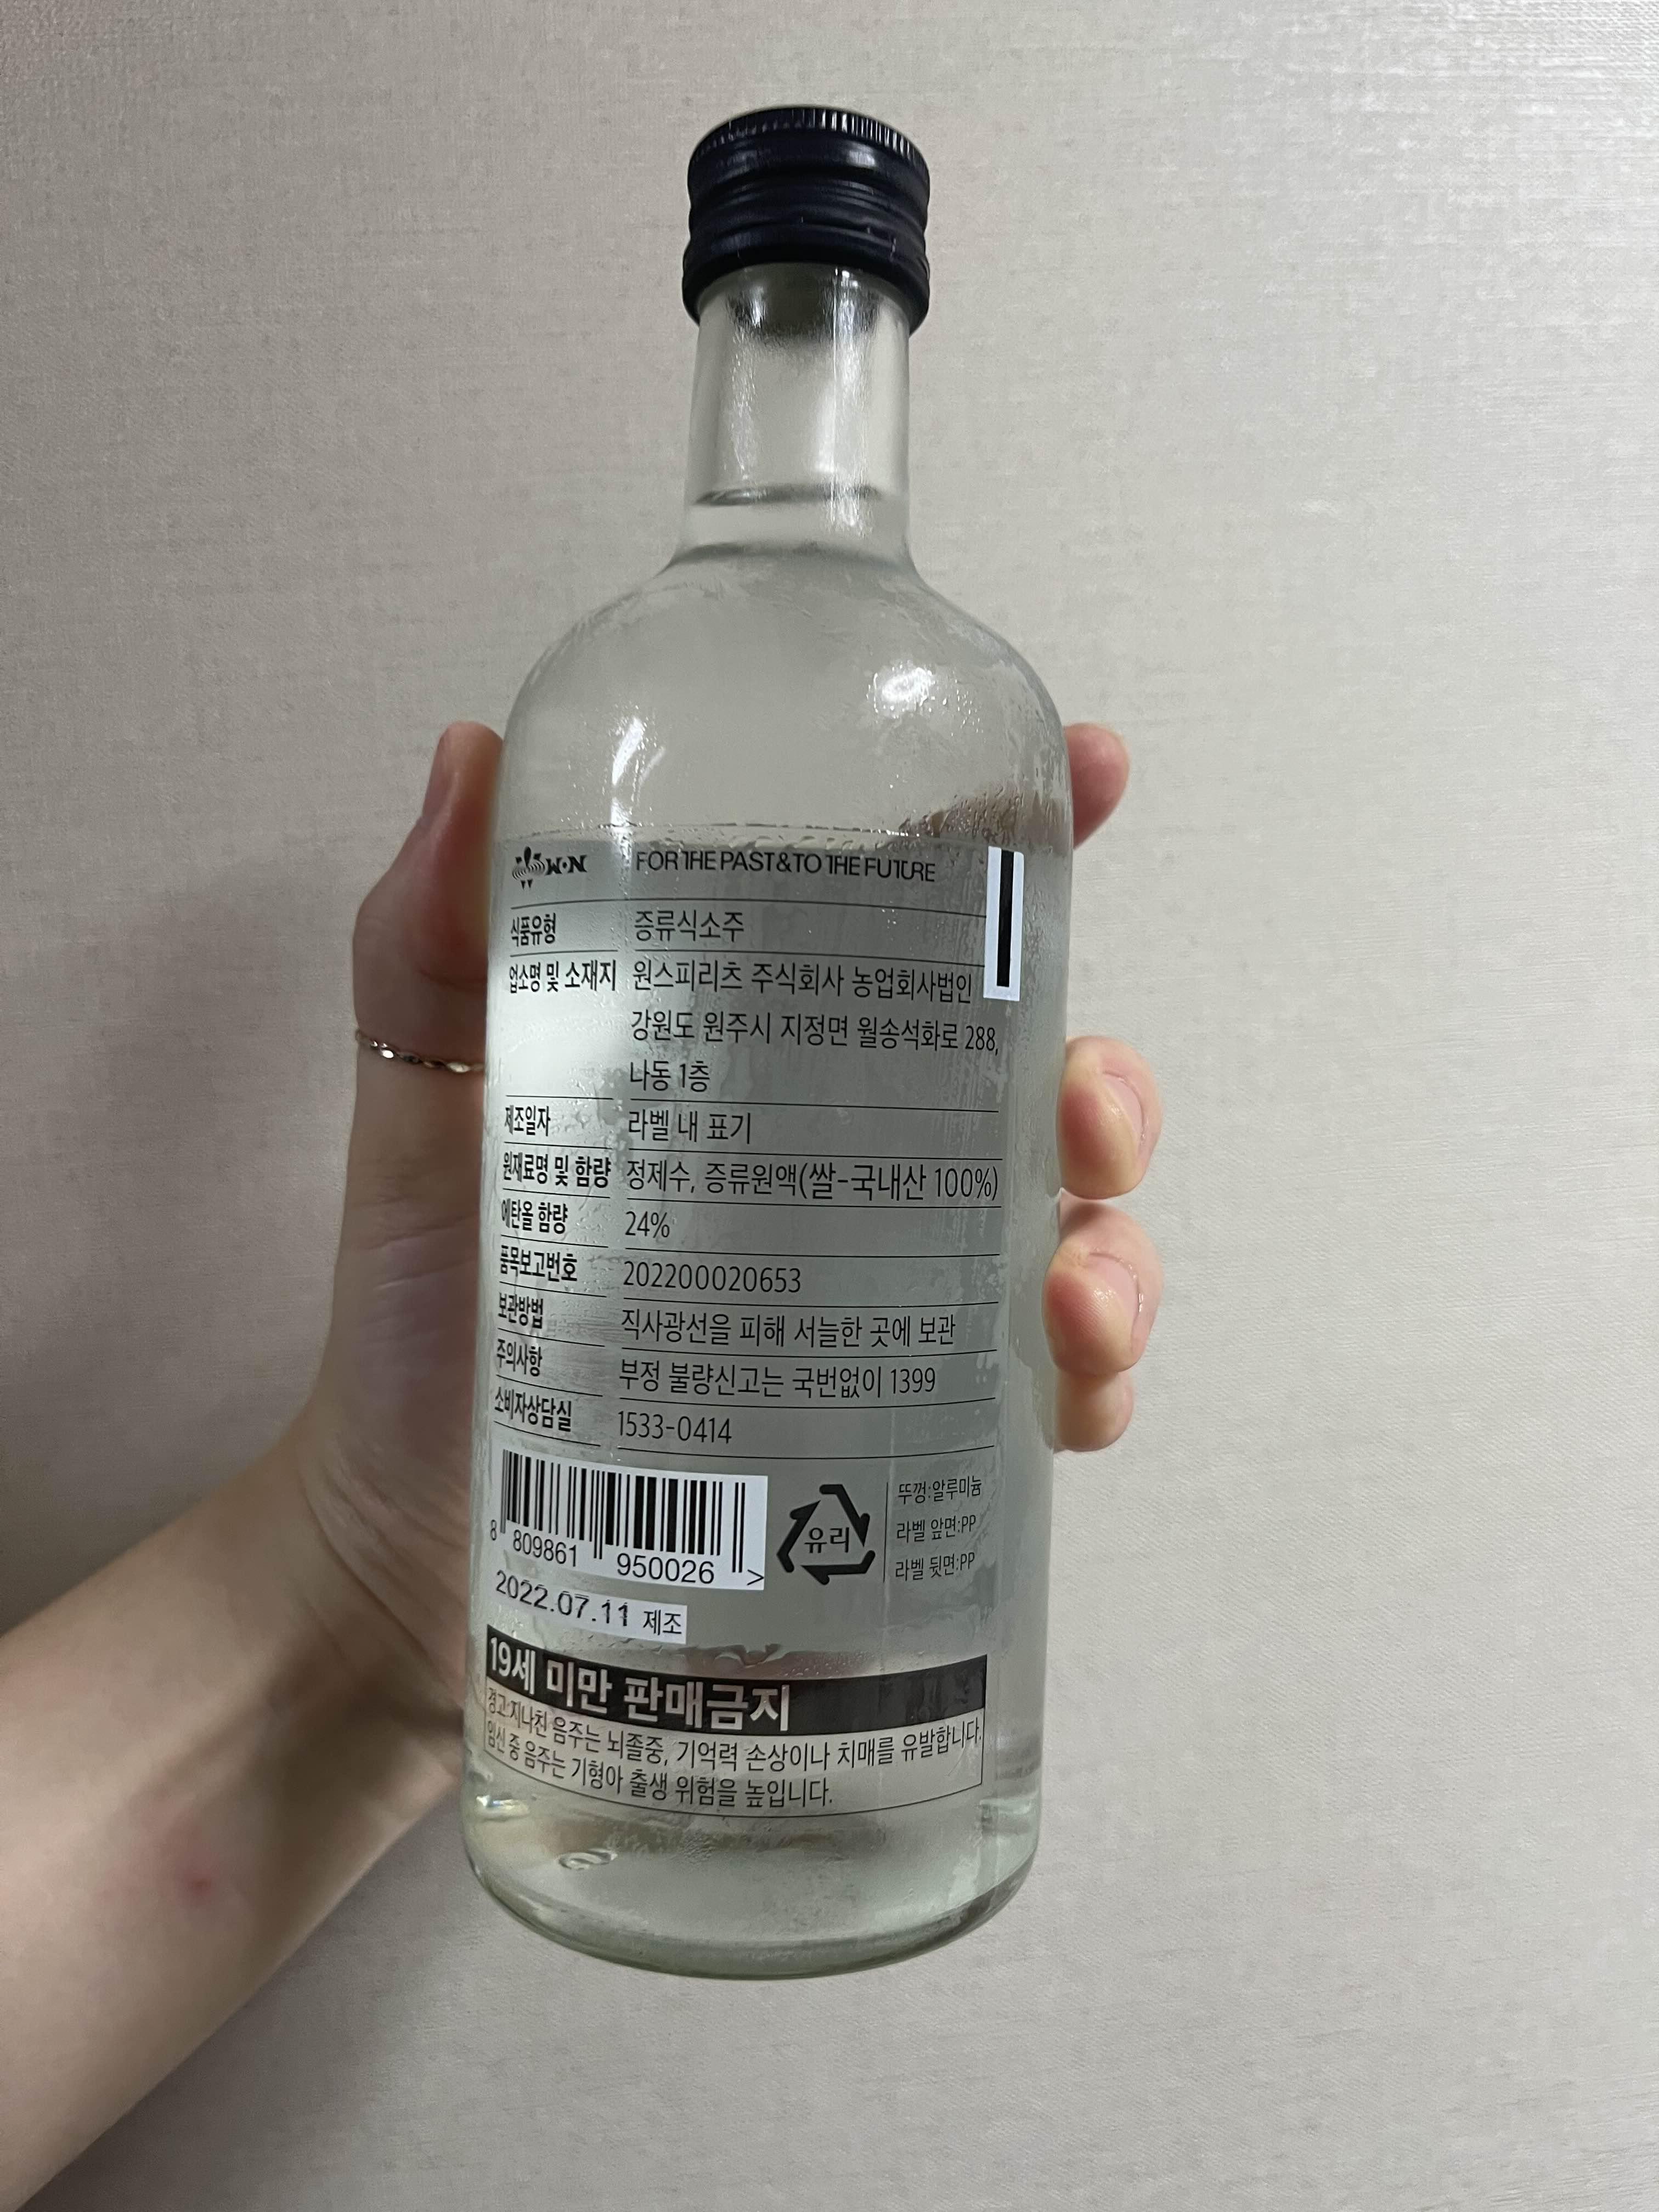 WON FOR THE PAST & TO THE FUTURE
식품유형 증류식소주
업소명 및 소재지 원스피리츠 주식회사 농업회사법인
강원도 원주시 지정면 월송석화로 288,
나동 1층
제조일자 라벨 내 표기
원재료명 및 함량 정제수, 증류원액(쌀-국내산 100%)
에탄올 함량 24%
품목보고번호 202200020653
보관방법 직사광선을 피해 서늘한 곳에 보관
주의사항 부정 불량신고는 국번없이 1399
소비자상담실 1533-0414
8 809861 950026 >
유리
뚜껑:알루미늄
라벨 앞면:PP
라벨 뒷면:PP
2022.07.11 제조
19세 미만 판매금지
경고:지나친 음주는 뇌졸중, 기억력 손상이나 치매를 유발합니다.
임신 중 음주는 기형아 출생 위험을 높입니다.